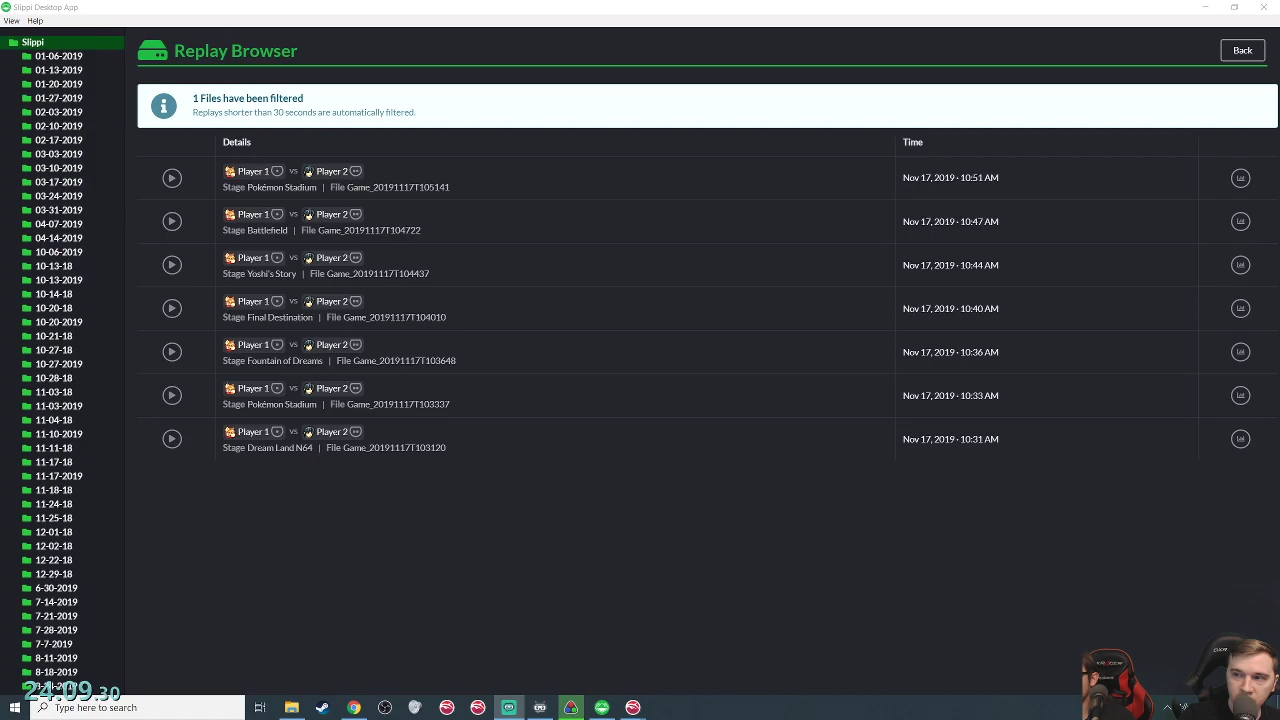 Slippi Desktop App
View Help
Slippi
01-06-2019
01-13-2019
01-20-2019
01-27-2019
02-03-2019
02-10-2019
02-17-2019
03-03-2019
03-10-2019
03-17-2019
03-24-2019
03-31-2019
04-07-2019
04-14-2019
10-06-2019
10-13-18
10-13-2019
10-14-18
10-20-18
10-20-2019
10-21-18
10-27-18
10-27-2019
10-28-18
11-03-18
11-03-2019
11-04-18
11-10-2019
11-11-18
11-17-18
11-17-2019
11-18-18
11-24-18
11-25-18
12-01-18
12-02-18
12-22-18
12-29-18
6-30-2019
7-14-2019
7-21-2019
7-28-2019
7-7-2019
8-11-2019
8-18-2019
24:09.30
Replay Browser
Back
1 Files have been filtered
Replays shorter than 30 seconds are automatically filtered.
Details Time
Player 1 vs Player 2
Stage Pokémon Stadium | File Game_20191117T105141
Nov 17, 2019 · 10:51 AM
Player 1 vs Player 2
Stage Battlefield | File Game_20191117T104722
Nov 17, 2019 · 10:47 AM
Player 1 vs Player 2
Stage Yoshi's Story | File Game_20191117T104437
Nov 17, 2019 · 10:44 AM
Player 1 vs Player 2
Stage Final Destination | File Game_20191117T104010
Nov 17, 2019 · 10:40 AM
Player 1 vs Player 2
Stage Fountain of Dreams | File Game_20191117T103648
Nov 17, 2019 · 10:36 AM
Player 1 vs Player 2
Stage Pokémon Stadium | File Game_20191117T103337
Nov 17, 2019 · 10:33 AM
Player 1 vs Player 2
Stage Dream Land N64 | File Game_20191117T103120
Nov 17, 2019 · 10:31 AM
Type here to search